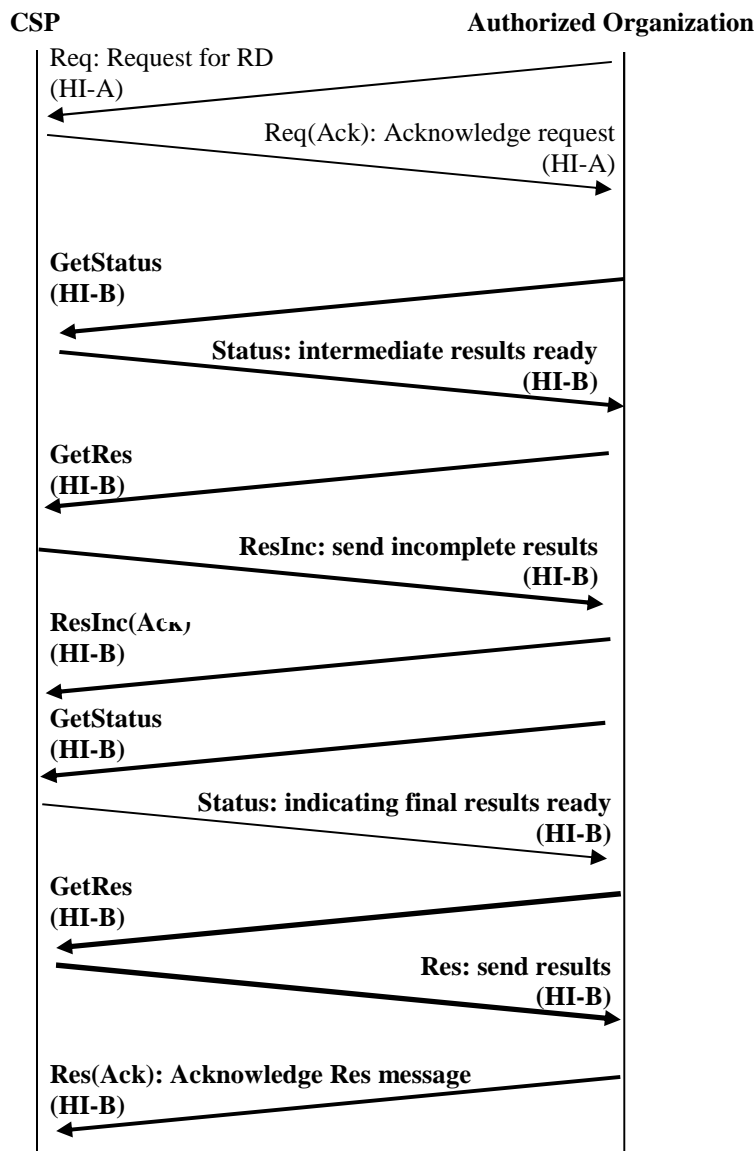 CSP
Authorized Organization
Req: Request for RD
(HI-A)
Req(Ack): Acknowledge request
(HI-A)
GetStatus
(HI-B)
Status: intermediate results ready
(HI-B)
GetRes
(HI-B)
ResInc: send incomplete results
(HI-B)
ResInc(Ack)
(HI-B)
GetStatus
(HI-B)
Status: indicating final results ready
(HI-B)
GetRes
(HI-B)
Res: send results
(HI-B)
Res(Ack): Acknowledge Res message
(HI-B)